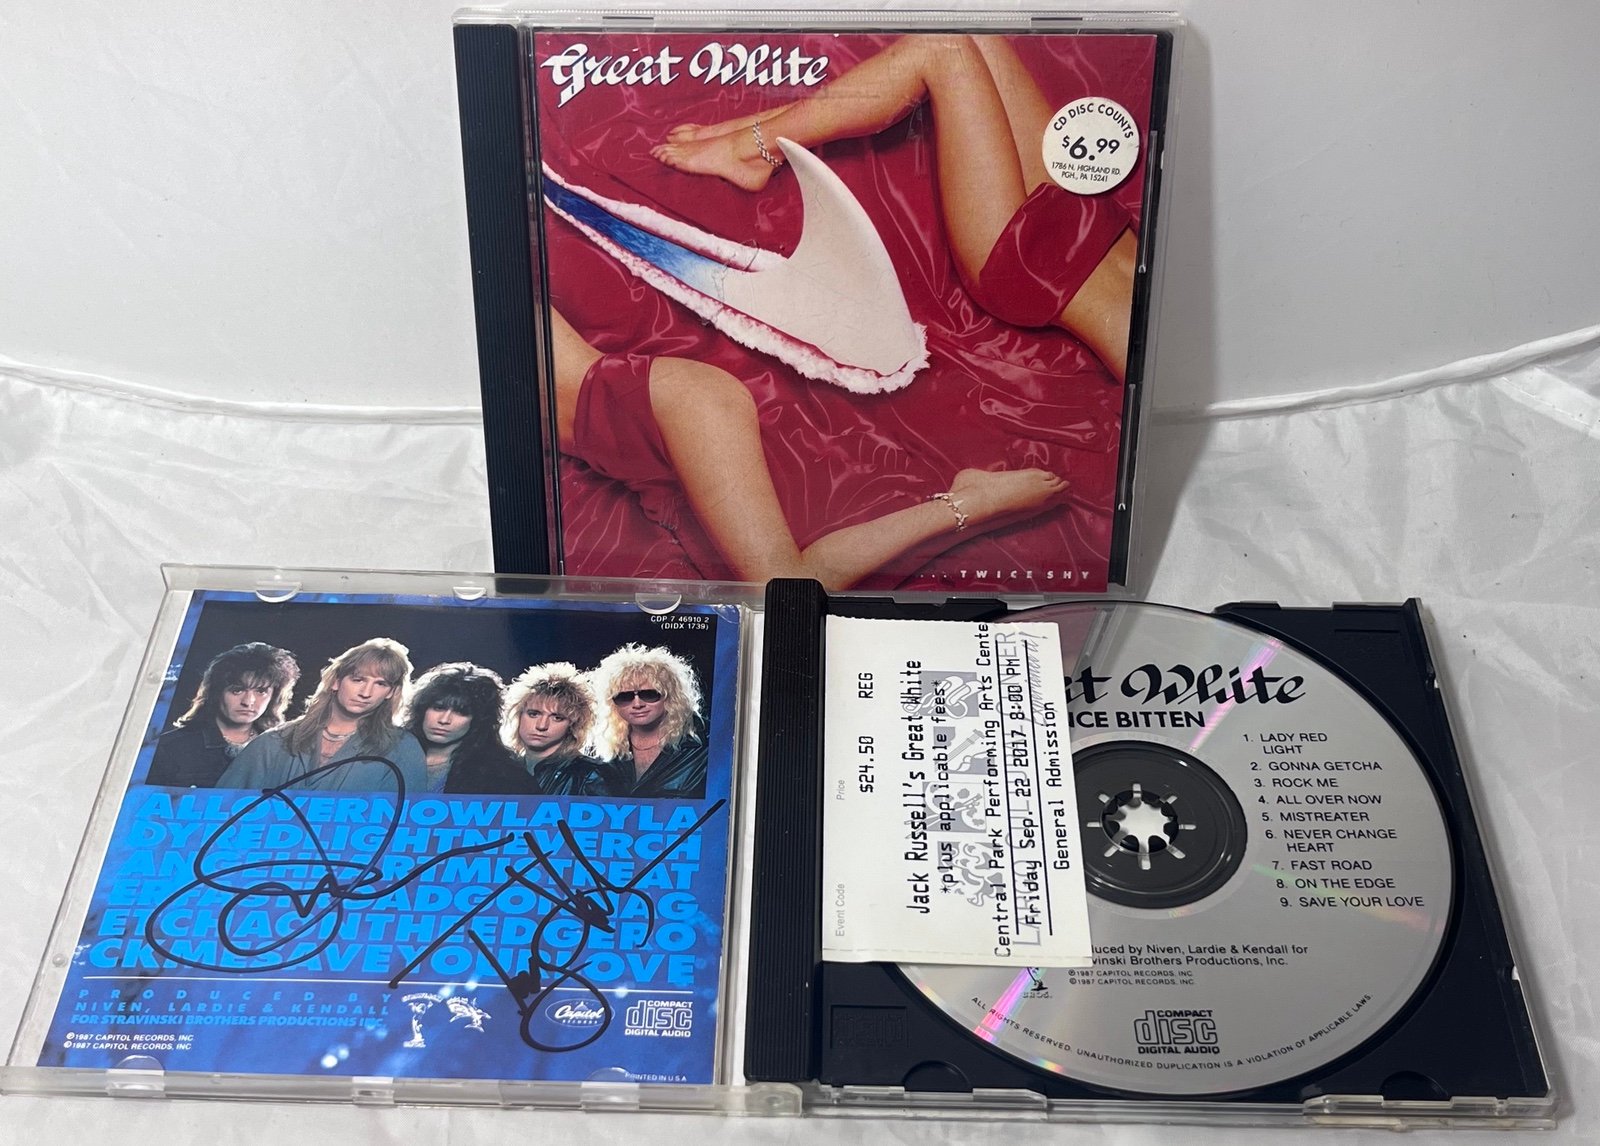 Great White
CD DISC COUNTS
$6.99
1786 N. HIGHLAND RD.
PGH., PA 15241
... TWICE SHY
CDP 7 46910 2
(DIDX 1739)
ALLOVERNOWLADYLA
DYREDLIGHTNEVERCH
ANGEHEARTMISTREAT
ERFASTROADGONNAG
ETCHAONTHEEDGERO
CKMESAVEYOURLOVE
PRODUCED BY
NIVEN, LARDIE & KENDALL
FOR STRAVINSKI BROTHERS PRODUCTIONS INC.
Capitol
RECORDS
COMPACT
disc
DIGITAL AUDIO
℗1987 CAPITOL RECORDS, INC.
©1987 CAPITOL RECORDS, INC.
PRINTED IN U.S.A.
Event Code
Price
$24.50
REG
Jack Russell's Great White
*plus applicable fees*
Central Park Performing Arts Cente
Friday Sep. 22 2017 8:00 PM
General Admission
at White
ICE BITTEN
1. LADY RED
LIGHT
2. GONNA GETCHA
3. ROCK ME
4. ALL OVER NOW
5. MISTREATER
6. NEVER CHANGE
HEART
7. FAST ROAD
8. ON THE EDGE
9. SAVE YOUR LOVE
duced by Niven, Lardie & Kendall for
avinski Brothers Productions, Inc.
℗1987 CAPITOL RECORDS, INC.
©1987 CAPITOL RECORDS, INC.
COMPACT
disc
DIGITAL AUDIO
ALL RIGHTS RESERVED. UNAUTHORIZED DUPLICATION IS A VIOLATION OF APPLICABLE LAWS